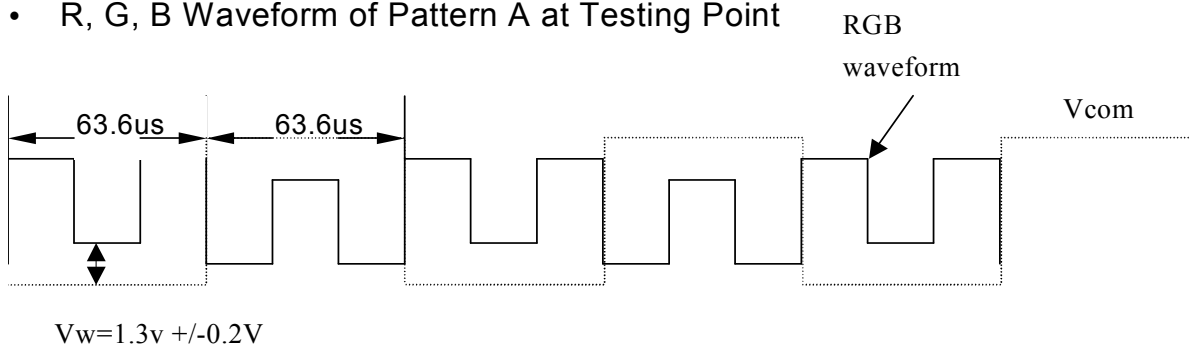 • R, G, B Waveform of Pattern A at Testing Point
RGB
waveform
Vcom
63.6us
63.6us
Vw=1.3v +/-0.2V